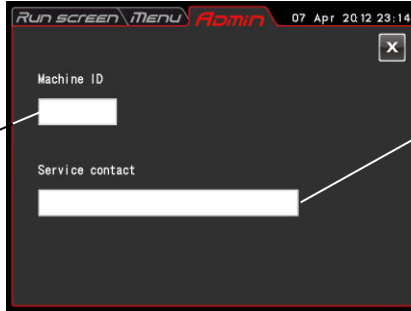 Run screen Menu Admin 07 Apr 2012 23:14
X
Machine ID
Service contact